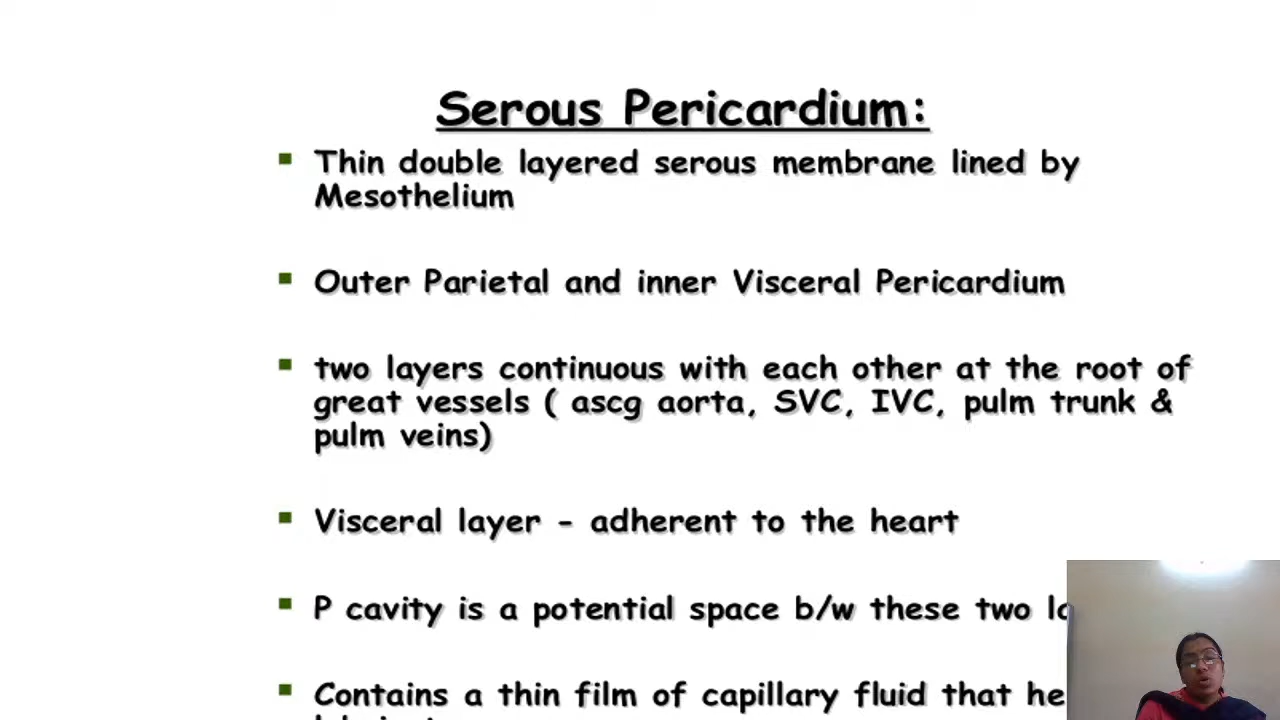 Serous Pericardium:
Thin double layered serous membrane lined by
Mesothelium
Outer Parietal and inner Visceral Pericardium
two layers continuous with each other at the root of
great vessels ( ascg aorta, SVC, IVC, pulm trunk &
pulm veins)
Visceral layer - adherent to the heart
P cavity is a potential space b/w these two
Contains a thin film of capillary fluid that